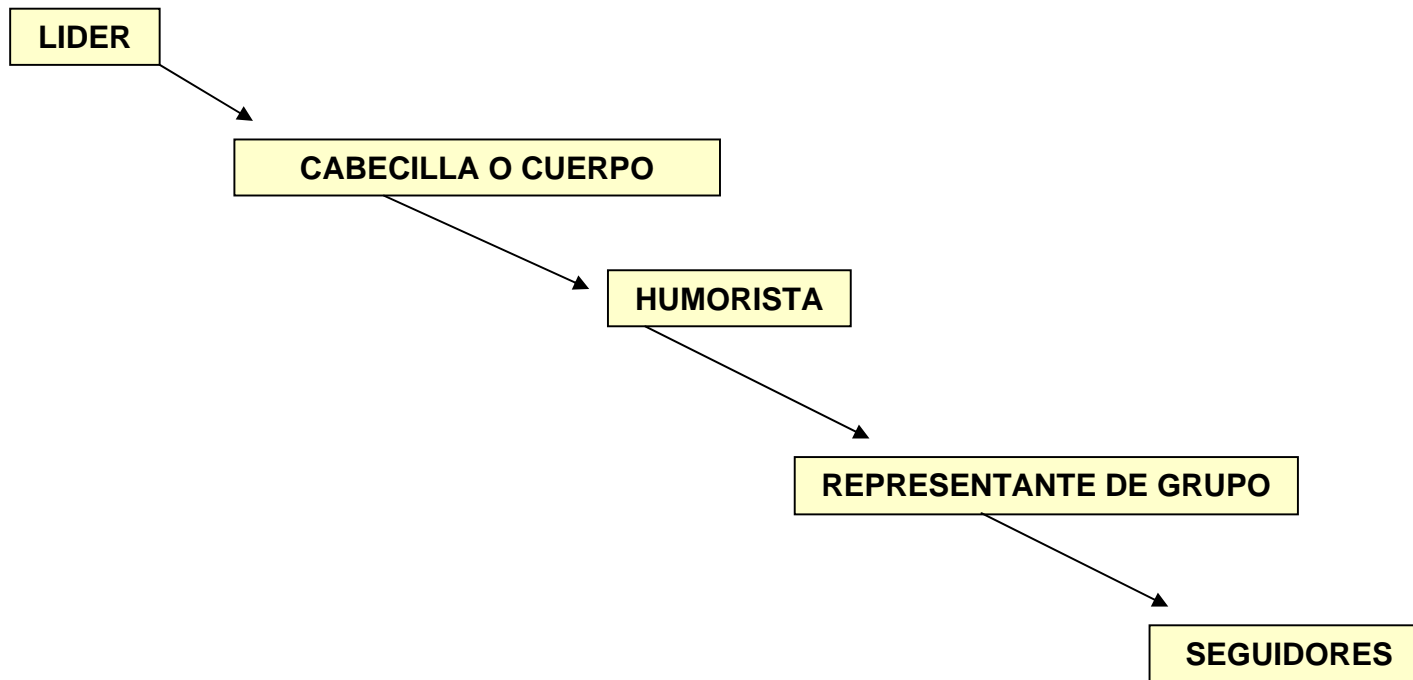 LIDER
CABECILLA O CUERPO
HUMORISTA
REPRESENTANTE DE GRUPO
SEGUIDORES